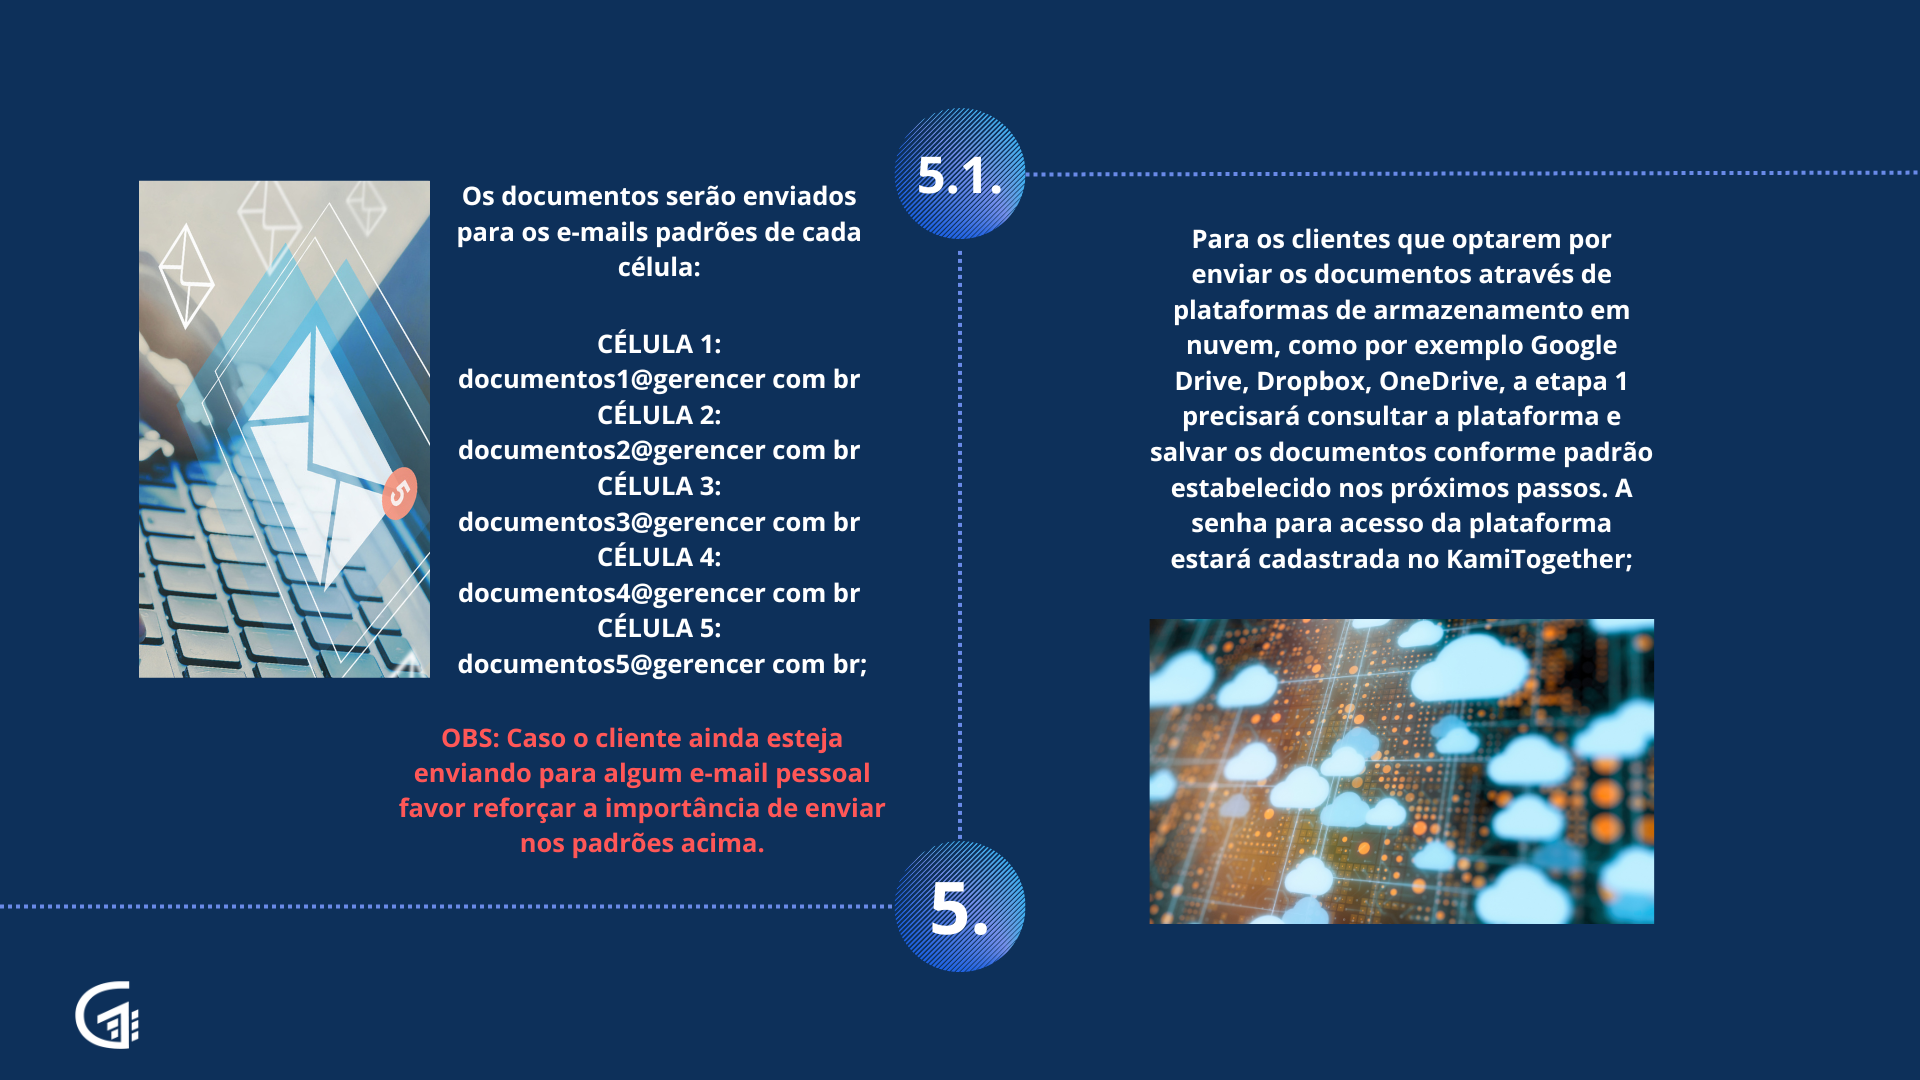 Os documentos serão enviados
para os e-mails padrões de cada
célula:
CÉLULA 1:
documentos1@gerencer com br
CÉLULA 2:
documentos2@gerencer com br
CÉLULA 3:
documentos3@gerencer com br
CÉLULA 4:
documentos4@gerencer com br
CÉLULA 5:
documentos5@gerencer com br;
OBS: Caso o cliente ainda esteja
enviando para algum e-mail pessoal
favor reforçar a importância de enviar
nos padrões acima.
5
5.
5.1.
Para os clientes que optarem por
enviar os documentos através de
plataformas de armazenamento em
nuvem, como por exemplo Google
Drive, Dropbox, OneDrive, a etapa 1
precisará consultar a plataforma e
salvar os documentos conforme padrão
estabelecido nos próximos passos. A
senha para acesso da plataforma
estará cadastrada no KamiTogether;